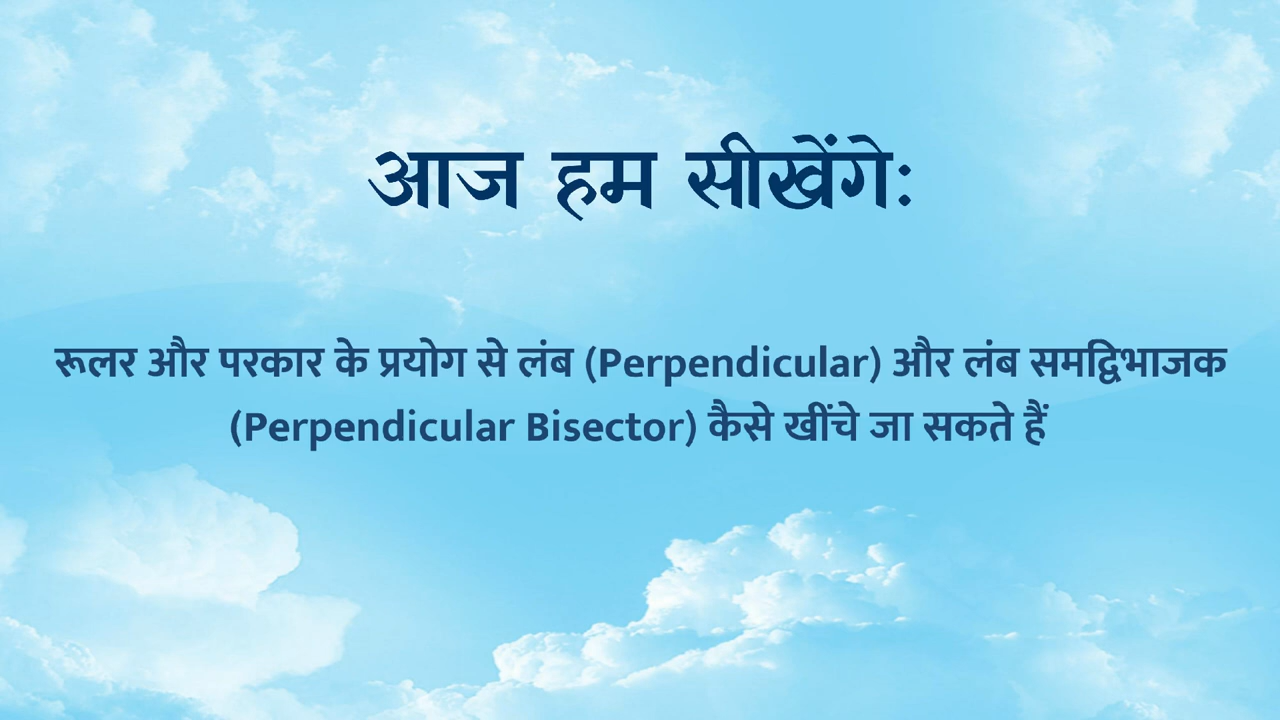 आज हम सीखेंगे:
रूलर और परकार के प्रयोग से लंब (Perpendicular) और लंब समद्विभाजक
(Perpendicular Bisector) कैसे खींचे जा सकते हैं